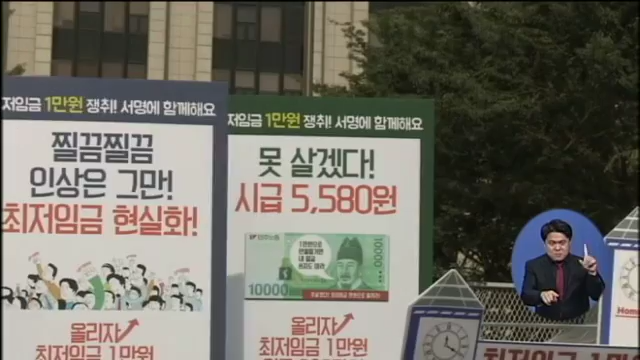 저임금 1만원 쟁취! 서명에 함께해요
찔끔찔끔
인상은 그만!
최저임금 현실화!
올리자
최저임금 1만원
저임금 1만원 쟁취! 서명에 함께해요
못 살겠다!
시급 5,580원
10000
10000
올리자
최저임금 1만원
Home